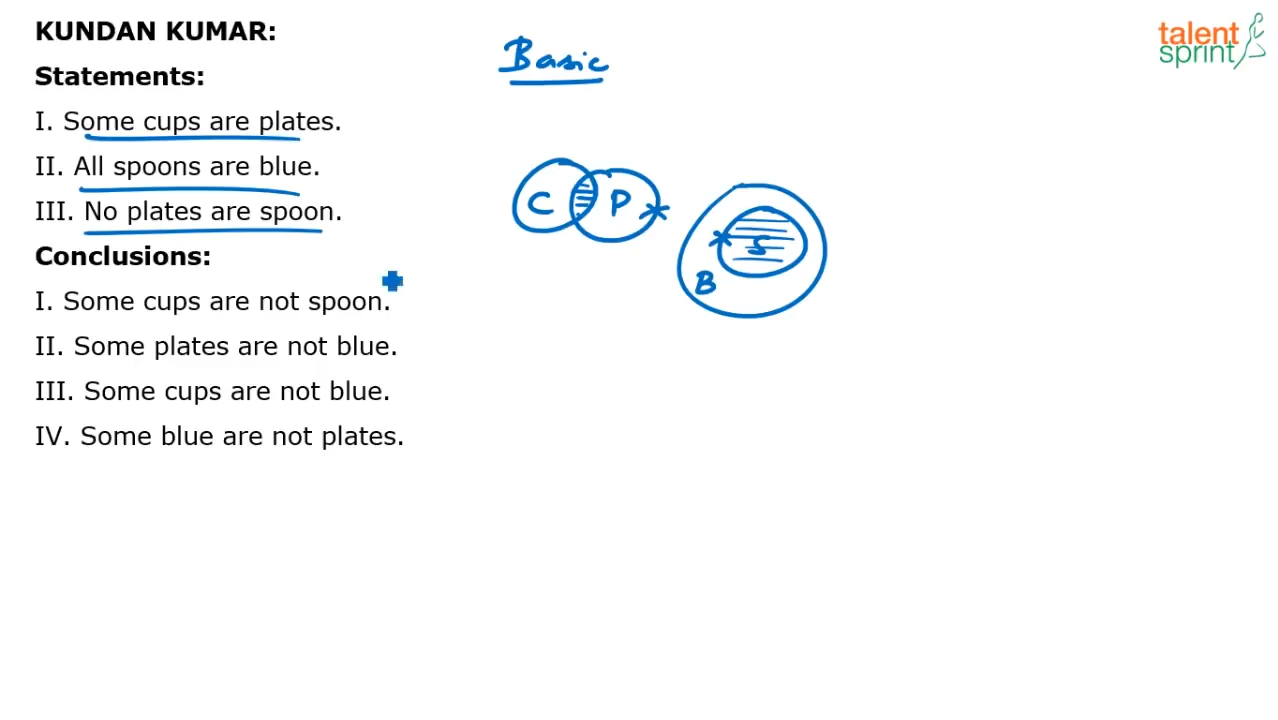 KUNDAN KUMAR:
Basic
talent
sprint
Statements:
I. Some cups are plates.
II. All spoons are blue.
III. No plates are spoon.
C P
S
B
Conclusions:
I. Some cups are not spoon.
II. Some plates are not blue.
III. Some cups are not blue.
IV. Some blue are not plates.